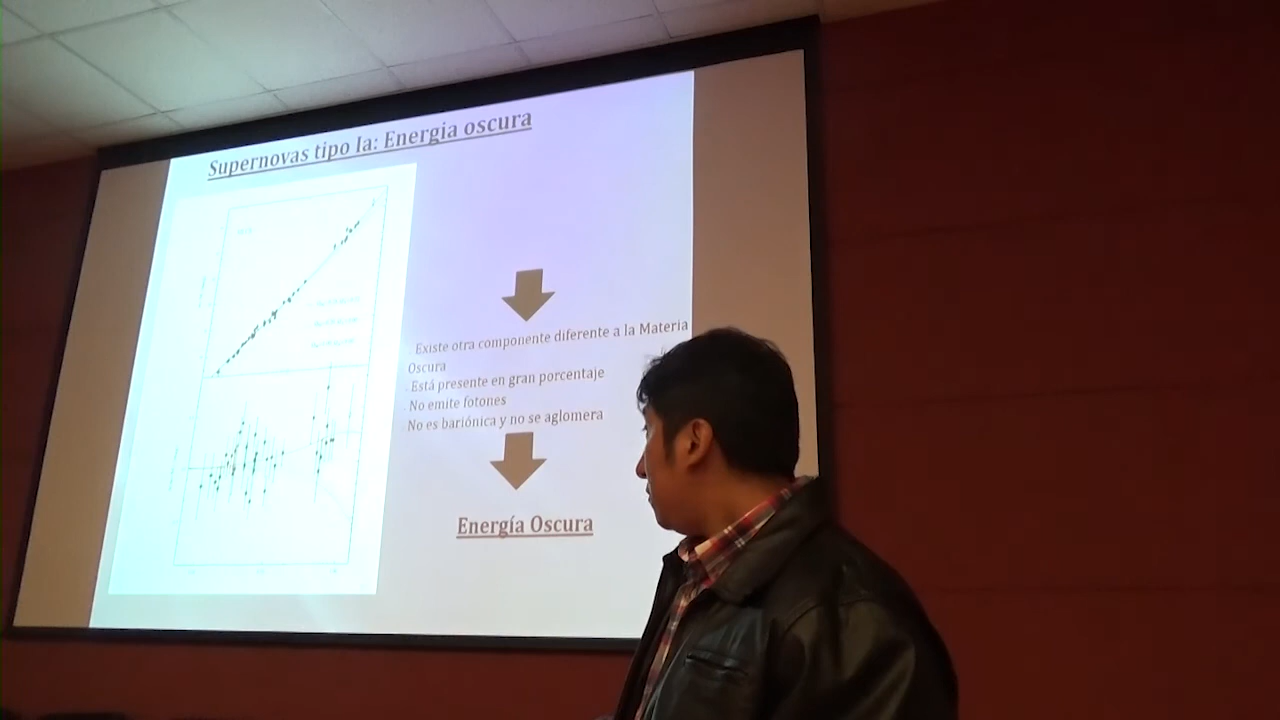 Supernovas tipo Ia: Energia oscura
. Existe otra componente diferente a la Materia
Oscura
. Está presente en gran porcentaje
. No emite fotones
No es bariónica y no se aglomera
Energía Oscura